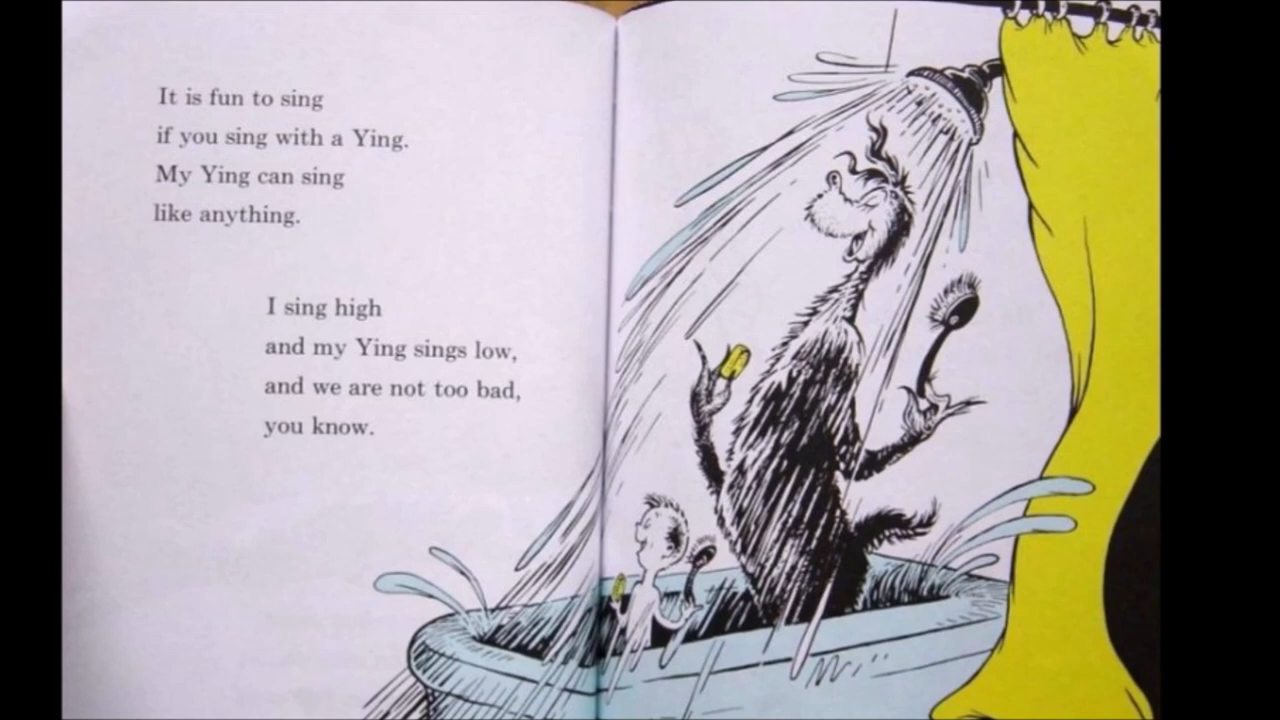 It is fun to sing
if you sing with a Ying.
My Ying can sing
like anything.
I sing high
and my Ying sings low,
and we are not too bad,
you know.